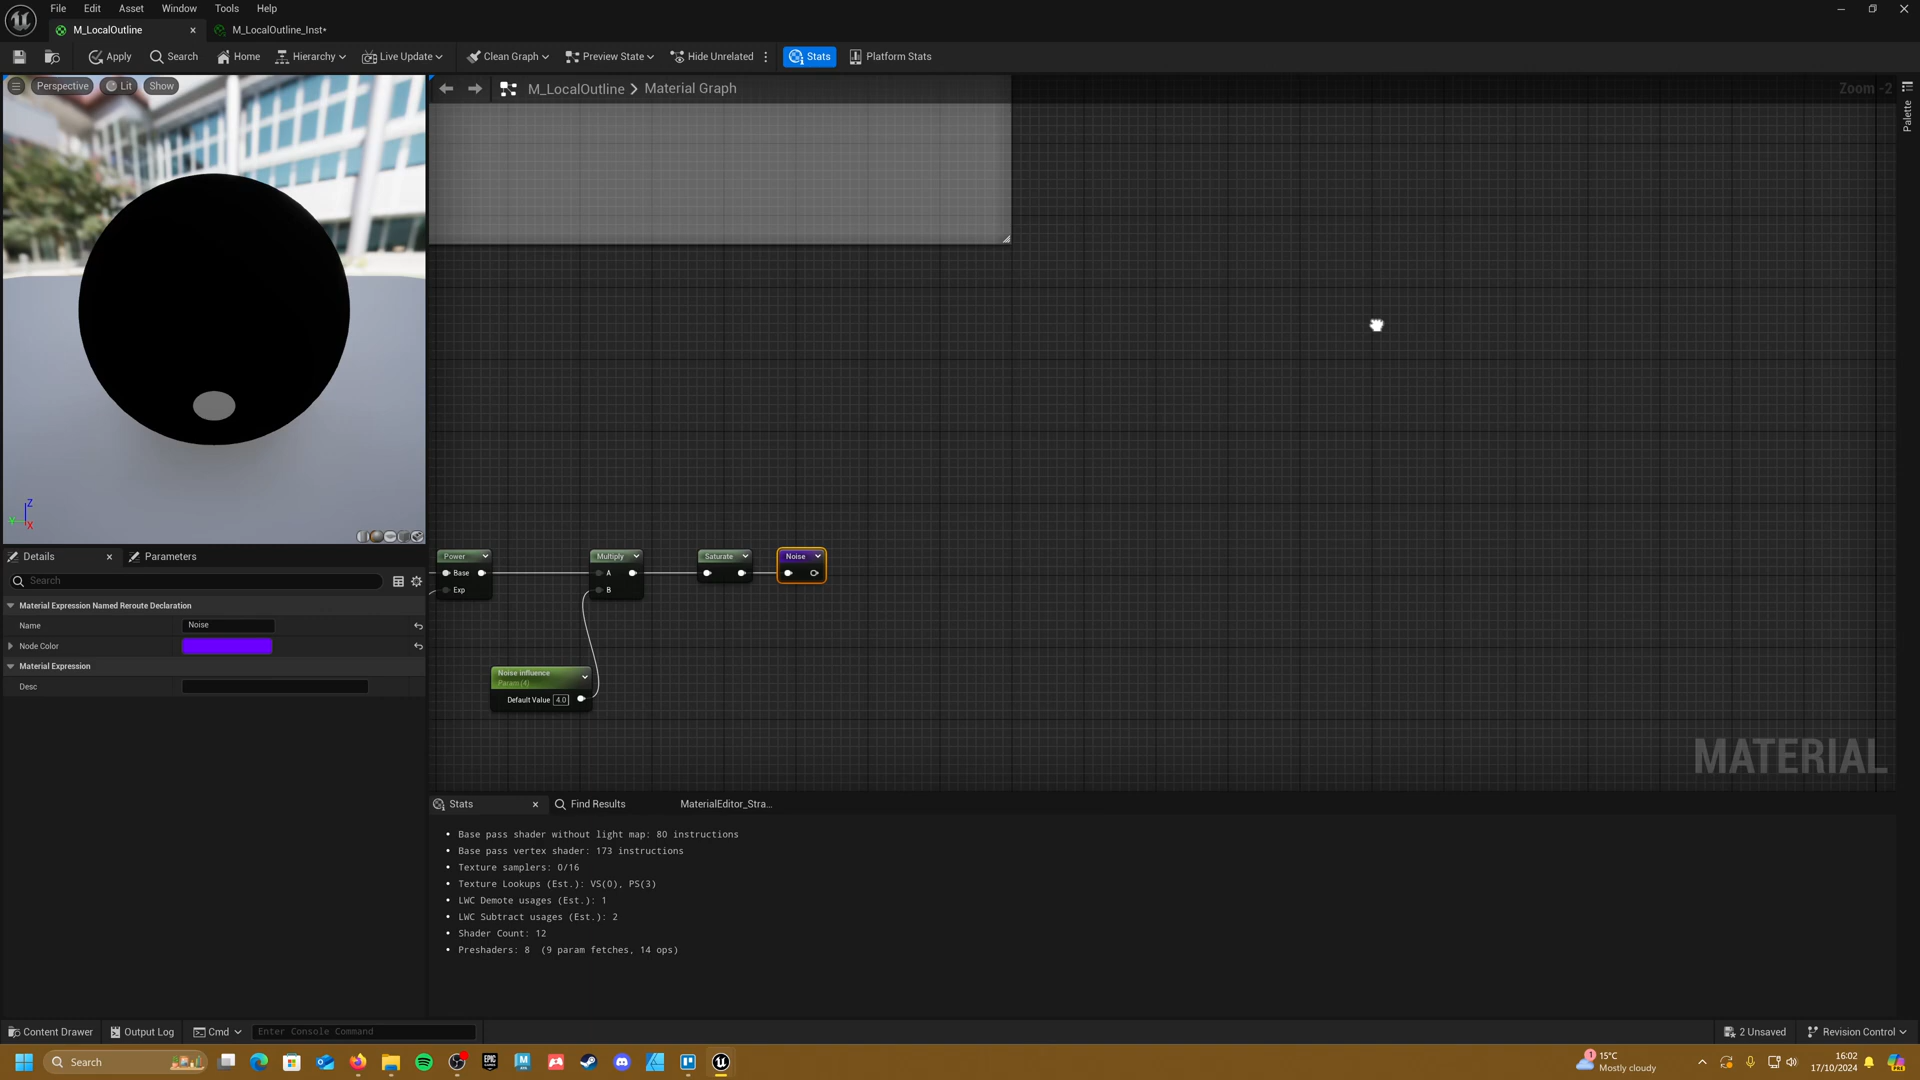 File Edit Asset Window Tools Help
M_LocalOutline × M_LocalOutline_Inst•
Apply Search Home Hierarchy Live Update Clean Graph Preview State Hide Unrelated Stats Platform Stats
Perspective Lit Show
M_LocalOutline > Material Graph
Zoom -2
Palette
Z
X
Power
Base
Exp
Multiply
A
B
Saturate
Noise
Noise influence
Param (4)
Default Value 4.0
MATERIAL
Details × Parameters
Search
Material Expression Named Reroute Declaration
Name Noise
Node Color
Material Expression
Desc
Stats × Find Results MaterialEditor_Stra...
• Base pass shader without light map: 80 instructions
• Base pass vertex shader: 173 instructions
• Texture samplers: 0/16
• Texture Lookups (Est.): VS(0), PS(3)
• LWC Demote usages (Est.): 1
• LWC Subtract usages (Est.): 2
• Shader Count: 12
• Preshaders: 8 (9 param fetches, 14 ops)
Content Drawer Output Log Cmd Enter Console Command 2 Unsaved Revision Control
Search
EPIC
1 15°C
Mostly cloudy
16:02
17/10/2024